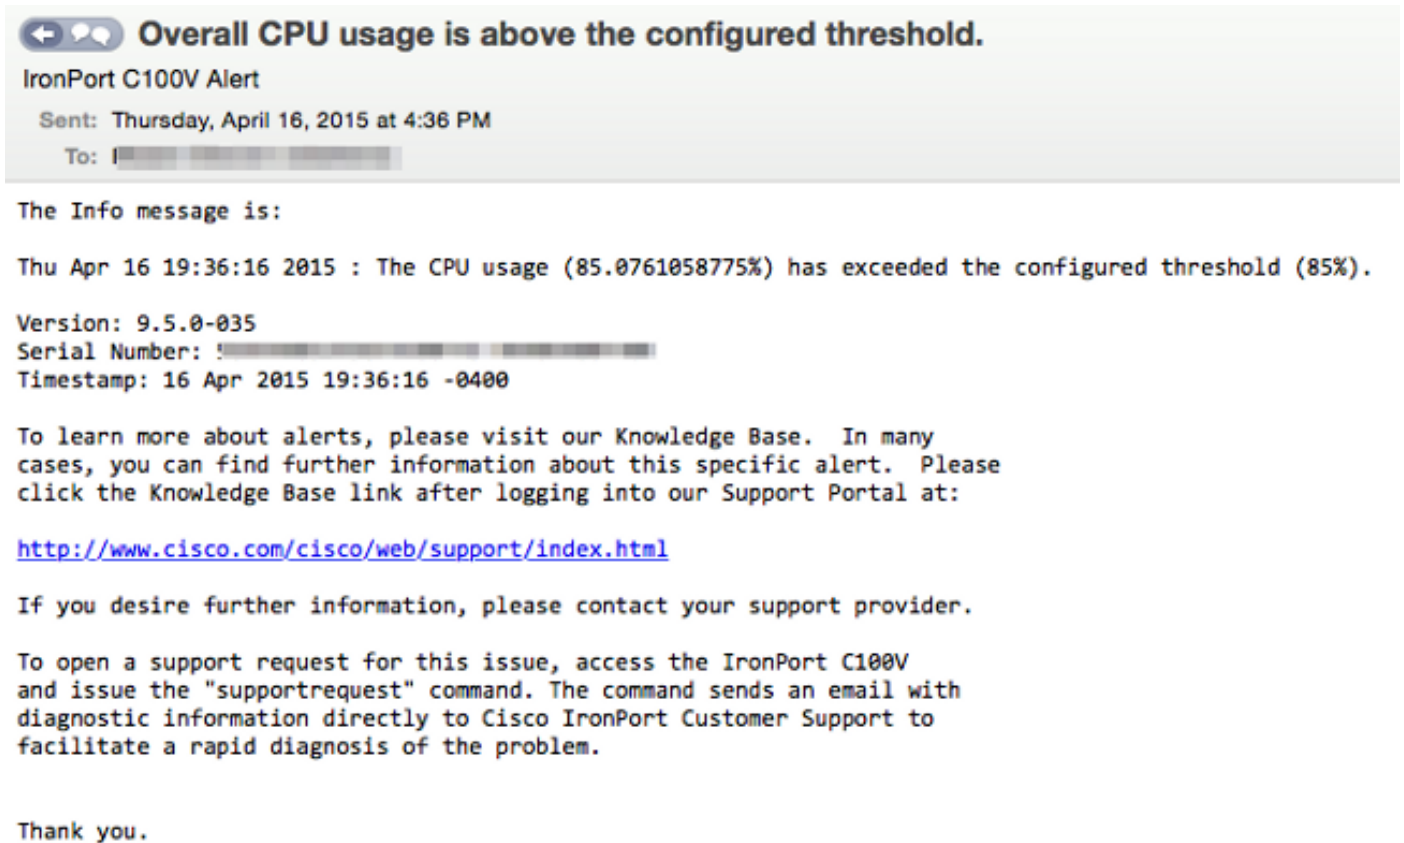 Overall CPU usage is above the configured threshold.
IronPort C100V Alert
Sent: Thursday, April 16, 2015 at 4:36 PM
To:
The Info message is:
Thu Apr 16 19:36:16 2015 : The CPU usage (85.0761058775%) has exceeded the configured threshold (85%).
Version: 9.5.0-035
Serial Number:
Timestamp: 16 Apr 2015 19:36:16 -0400
To learn more about alerts, please visit our Knowledge Base.  In many
cases, you can find further information about this specific alert.  Please
click the Knowledge Base link after logging into our Support Portal at:
http://www.cisco.com/cisco/web/support/index.html
If you desire further information, please contact your support provider.
To open a support request for this issue, access the IronPort C100V
and issue the "supportrequest" command. The command sends an email with
diagnostic information directly to Cisco IronPort Customer Support to
facilitate a rapid diagnosis of the problem.
Thank you.